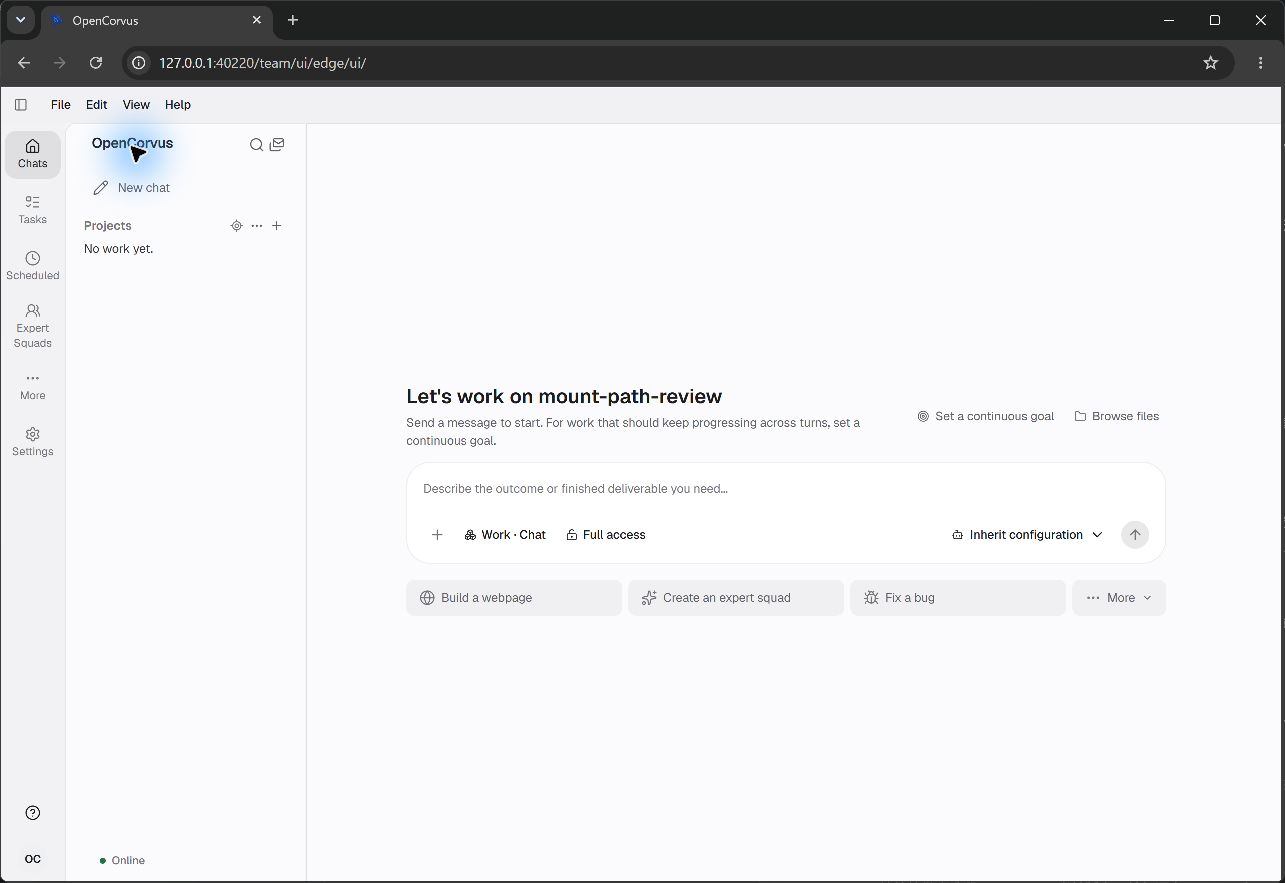 OpenCorvus
127.0.0.1:40220/team/ui/edge/ui/
File Edit View Help
Chats
Tasks
Scheduled
Expert
Squads
More
Settings
OC
OpenCorvus
New chat
Projects
No work yet.
Online
Let's work on mount-path-review
Send a message to start. For work that should keep progressing across turns, set a
continuous goal.
Set a continuous goal
Browse files
Describe the outcome or finished deliverable you need...
Work · Chat
Full access
Inherit configuration
Build a webpage
Create an expert squad
Fix a bug
More